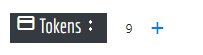 Tokens : 9 +